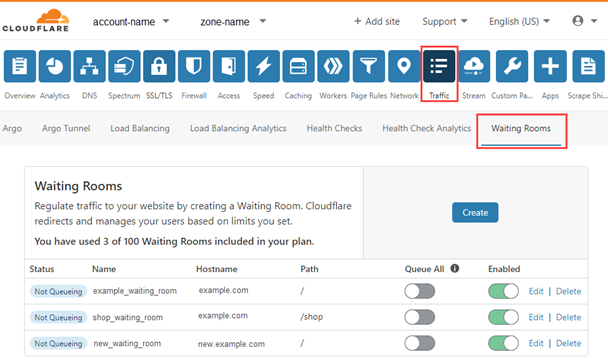 CLOUDFLARE account-name zone-name + Add site Support English (US)
Overview Analytics DNS Spectrum SSL/TLS Firewall Access Speed Caching Workers Page Rules Network Traffic Stream Custom Pa... Apps Scrape Shi...
Argo Argo Tunnel Load Balancing Load Balancing Analytics Health Checks Health Check Analytics Waiting Rooms
Waiting Rooms
Regulate traffic to your website by creating a Waiting Room. Cloudflare
redirects and manages your users based on limits you set.
Create
You have used 3 of 100 Waiting Rooms included in your plan.
Status Name Hostname Path Queue All Enabled
Not Queueing example_waiting_room example.com / Edit | Delete
Not Queueing shop_waiting_room example.com /shop Edit | Delete
Not Queueing new_waiting_room new.example.com / Edit | Delete